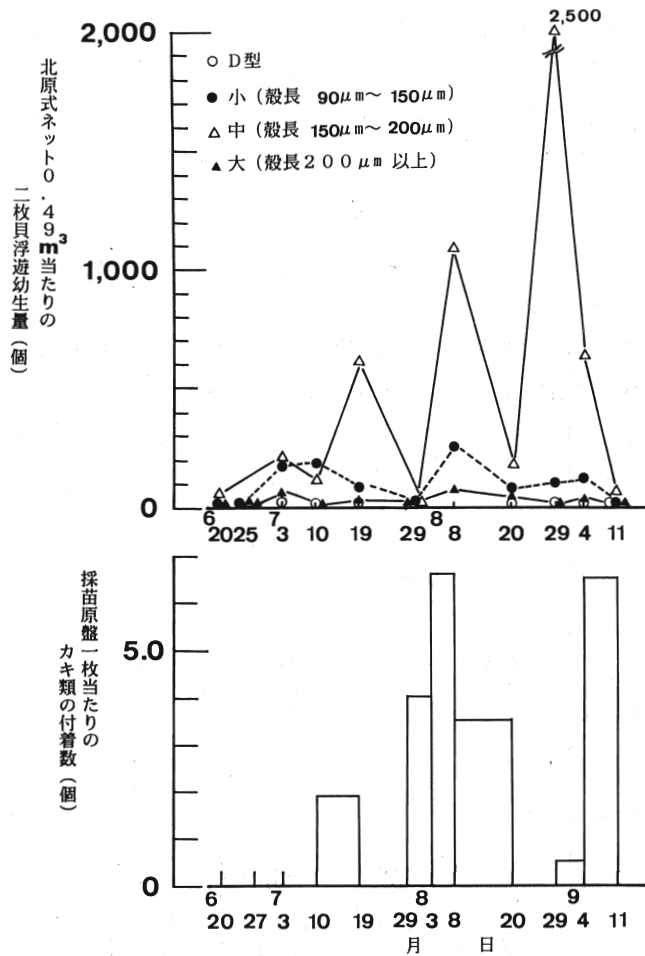 2,500
2,000
1,000
0
北原式ネット0.49m³当たりの
二枚貝浮遊幼生量(個)
○ D型
● 小(殻長 90μm~150μm)
△ 中(殻長 150μm~200μm)
▲ 大(殻長200μm 以上)
6 7 8
20 25 3 10 19 29 8 20 29 4 11
採苗原盤一枚当たりの
カキ類の付着数(個)
5.0
0
6 7 8 9
20 27 3 10 19 29 3 8 20 29 4 11
月 日